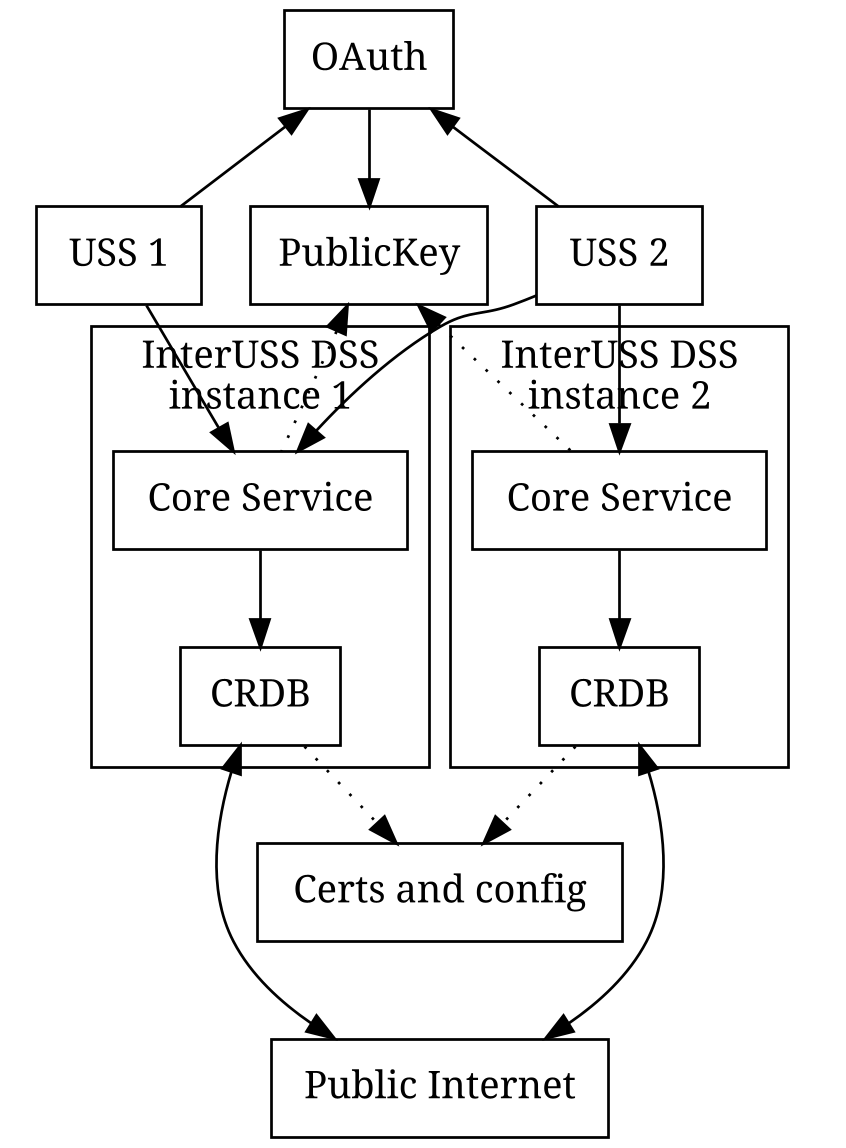 OAuth
USS 1
PublicKey
USS 2
InterUSS DSS
instance 1
InterUSS DSS
instance 2
Core Service
Core Service
CRDB
CRDB
Certs and config
Public Internet